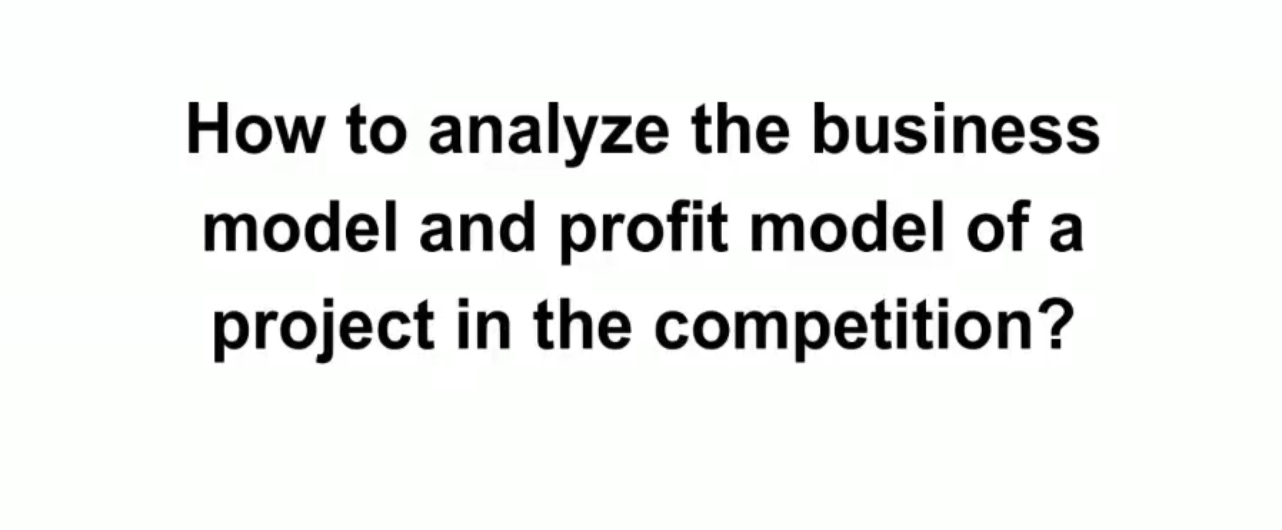 How to analyze the business
model and profit model of a
project in the competition?